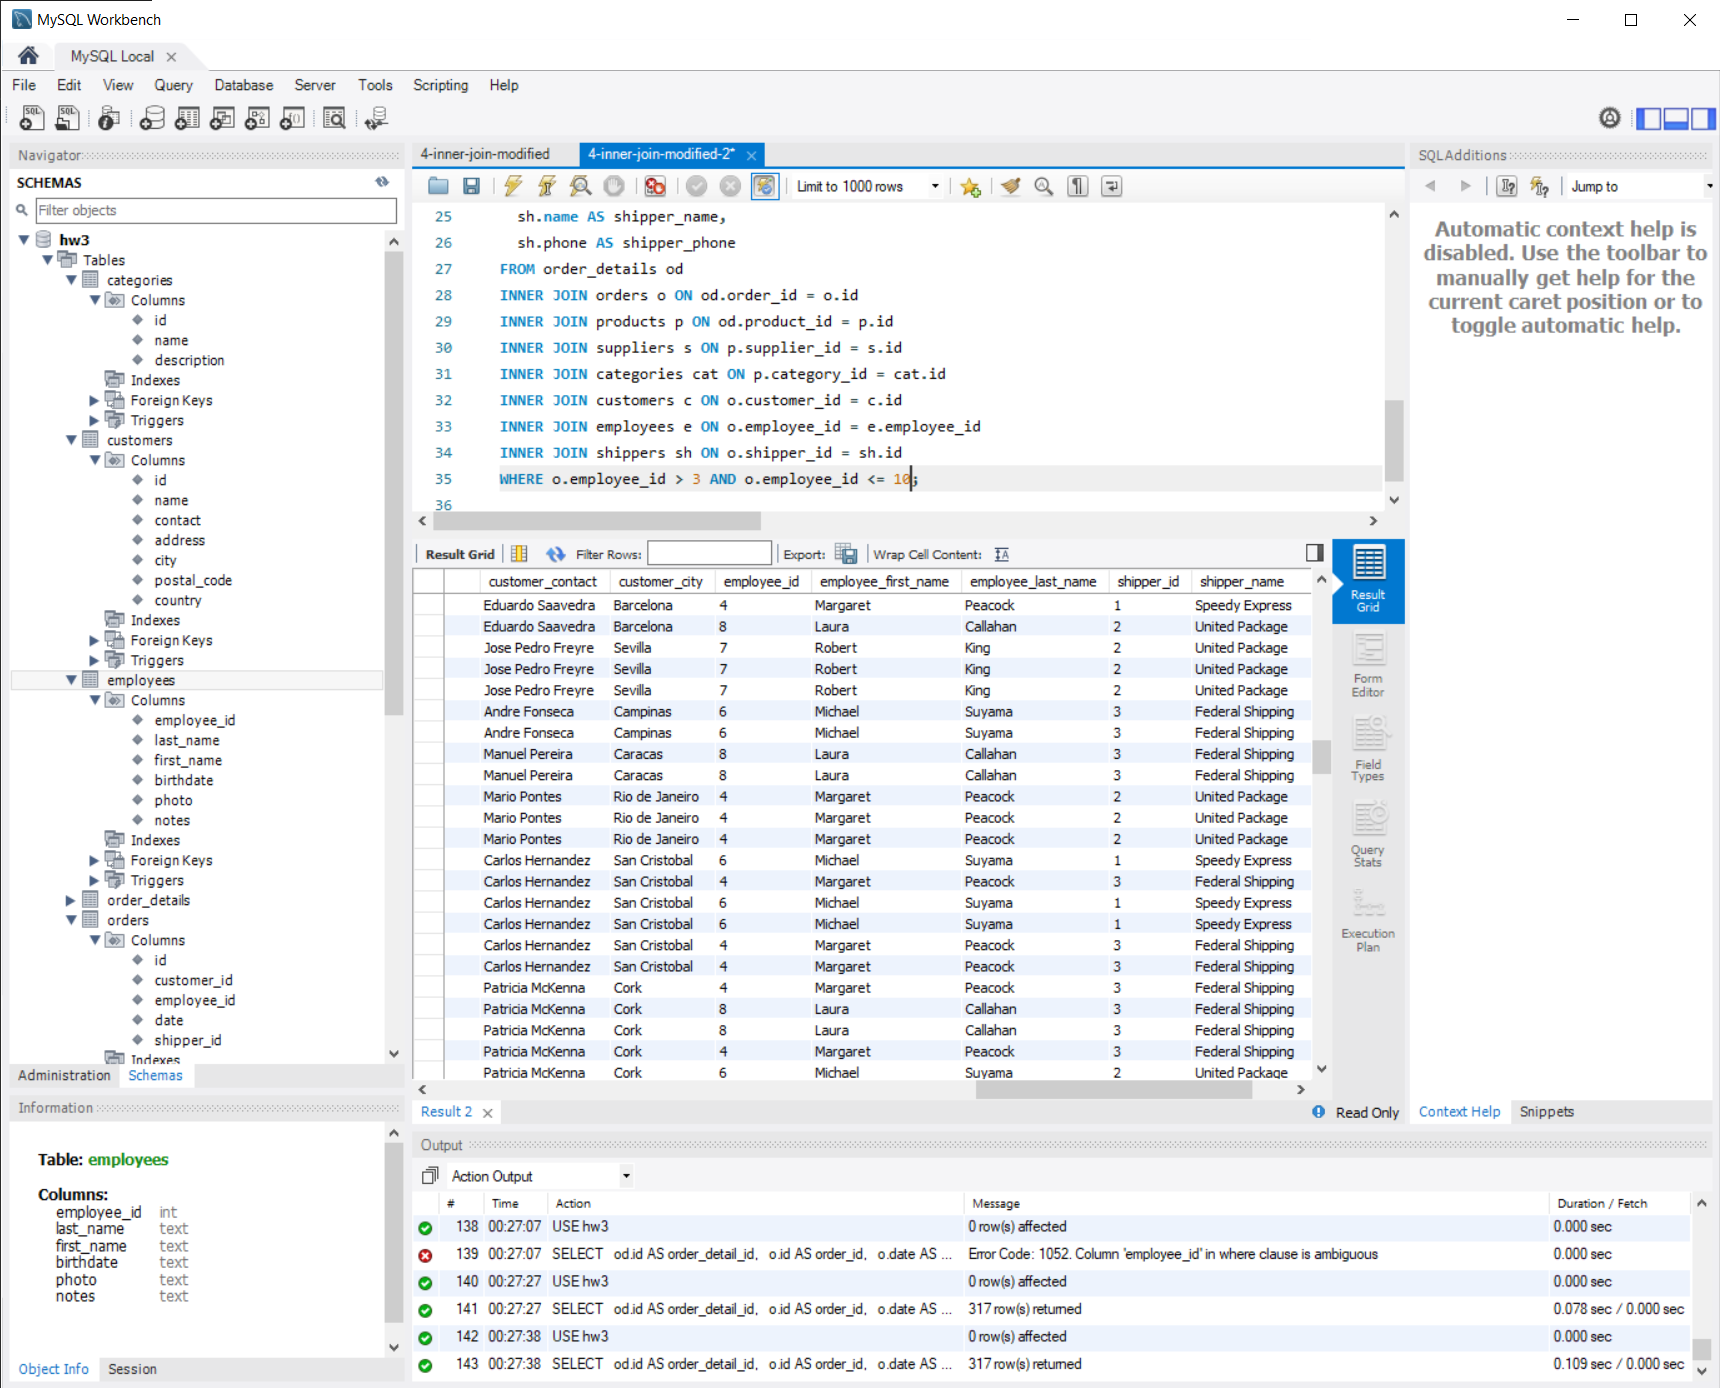 MySQL Workbench
MySQL Local
File Edit View Query Database Server Tools Scripting Help
Navigator
SCHEMAS
Filter objects
hw3
Tables
categories
Columns
id
name
description
Indexes
Foreign Keys
Triggers
customers
Columns
id
name
contact
address
city
postal_code
country
Indexes
Foreign Keys
Triggers
employees
Columns
employee_id
last_name
first_name
birthdate
photo
notes
Indexes
Foreign Keys
Triggers
order_details
orders
Columns
id
customer_id
employee_id
date
shipper_id
Indexes
Administration Schemas
Information
Table: employees
Columns:
employee_id int
last_name text
first_name text
birthdate text
photo text
notes text
Object Info Session
4-inner-join-modified 4-inner-join-modified-2*
Limit to 1000 rows
25 sh.name AS shipper_name,
26 sh.phone AS shipper_phone
27 FROM order_details od
28 INNER JOIN orders o ON od.order_id = o.id
29 INNER JOIN products p ON od.product_id = p.id
30 INNER JOIN suppliers s ON p.supplier_id = s.id
31 INNER JOIN categories cat ON p.category_id = cat.id
32 INNER JOIN customers c ON o.customer_id = c.id
33 INNER JOIN employees e ON o.employee_id = e.employee_id
34 INNER JOIN shippers sh ON o.shipper_id = sh.id
35 WHERE o.employee_id > 3 AND o.employee_id <= 10;
36
Result Grid Filter Rows: Export: Wrap Cell Content:
customer_contact customer_city employee_id employee_first_name employee_last_name shipper_id shipper_name
Eduardo Saavedra Barcelona 4 Margaret Peacock 1 Speedy Express
Eduardo Saavedra Barcelona 8 Laura Callahan 2 United Package
Jose Pedro Freyre Sevilla 7 Robert King 2 United Package
Jose Pedro Freyre Sevilla 7 Robert King 2 United Package
Jose Pedro Freyre Sevilla 7 Robert King 2 United Package
Andre Fonseca Campinas 6 Michael Suyama 3 Federal Shipping
Andre Fonseca Campinas 6 Michael Suyama 3 Federal Shipping
Manuel Pereira Caracas 8 Laura Callahan 3 Federal Shipping
Manuel Pereira Caracas 8 Laura Callahan 3 Federal Shipping
Mario Pontes Rio de Janeiro 4 Margaret Peacock 2 United Package
Mario Pontes Rio de Janeiro 4 Margaret Peacock 2 United Package
Mario Pontes Rio de Janeiro 4 Margaret Peacock 2 United Package
Carlos Hernandez San Cristobal 6 Michael Suyama 1 Speedy Express
Carlos Hernandez San Cristobal 4 Margaret Peacock 3 Federal Shipping
Carlos Hernandez San Cristobal 6 Michael Suyama 1 Speedy Express
Carlos Hernandez San Cristobal 6 Michael Suyama 1 Speedy Express
Carlos Hernandez San Cristobal 4 Margaret Peacock 3 Federal Shipping
Carlos Hernandez San Cristobal 4 Margaret Peacock 3 Federal Shipping
Patricia McKenna Cork 4 Margaret Peacock 3 Federal Shipping
Patricia McKenna Cork 8 Laura Callahan 3 Federal Shipping
Patricia McKenna Cork 8 Laura Callahan 3 Federal Shipping
Patricia McKenna Cork 4 Margaret Peacock 3 Federal Shipping
Patricia McKenna Cork 6 Michael Suyama 2 United Package
Result Grid
Form Editor
Field Types
Query Stats
Execution Plan
Result 2
Read Only
SQLAdditions
Jump to
Automatic context help is
disabled. Use the toolbar to
manually get help for the
current caret position or to
toggle automatic help.
Context Help Snippets
Output
Action Output
# Time Action Message Duration / Fetch
138 00:27:07 USE hw3 0 row(s) affected 0.000 sec
139 00:27:07 SELECT od.id AS order_detail_id, o.id AS order_id, o.date AS ... Error Code: 1052. Column 'employee_id' in where clause is ambiguous 0.000 sec
140 00:27:27 USE hw3 0 row(s) affected 0.000 sec
141 00:27:27 SELECT od.id AS order_detail_id, o.id AS order_id, o.date AS ... 317 row(s) returned 0.078 sec / 0.000 sec
142 00:27:38 USE hw3 0 row(s) affected 0.000 sec
143 00:27:38 SELECT od.id AS order_detail_id, o.id AS order_id, o.date AS ... 317 row(s) returned 0.109 sec / 0.000 sec